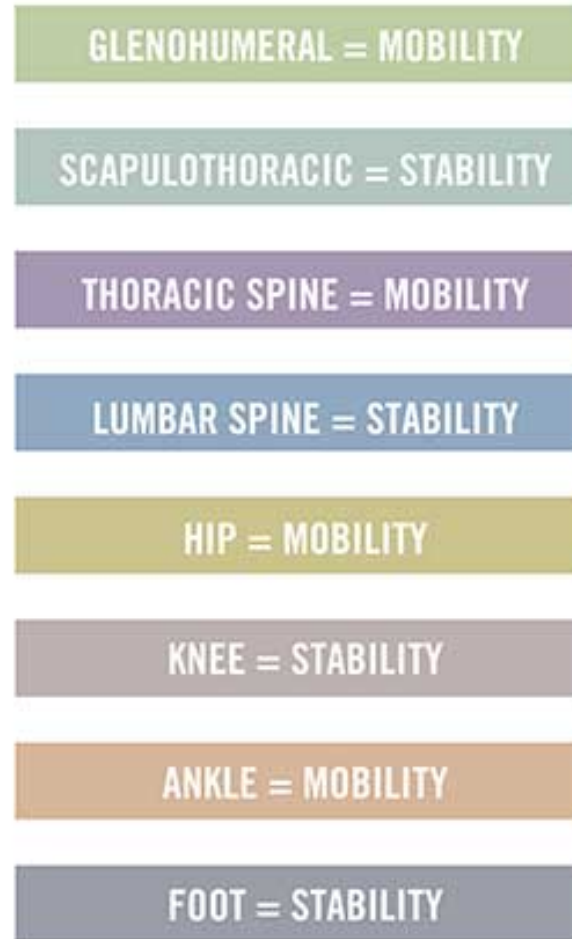 GLENOHUMERAL = MOBILITY
SCAPULOTHORACIC = STABILITY
THORACIC SPINE = MOBILITY
LUMBAR SPINE = STABILITY
HIP = MOBILITY
KNEE = STABILITY
ANKLE = MOBILITY
FOOT = STABILITY